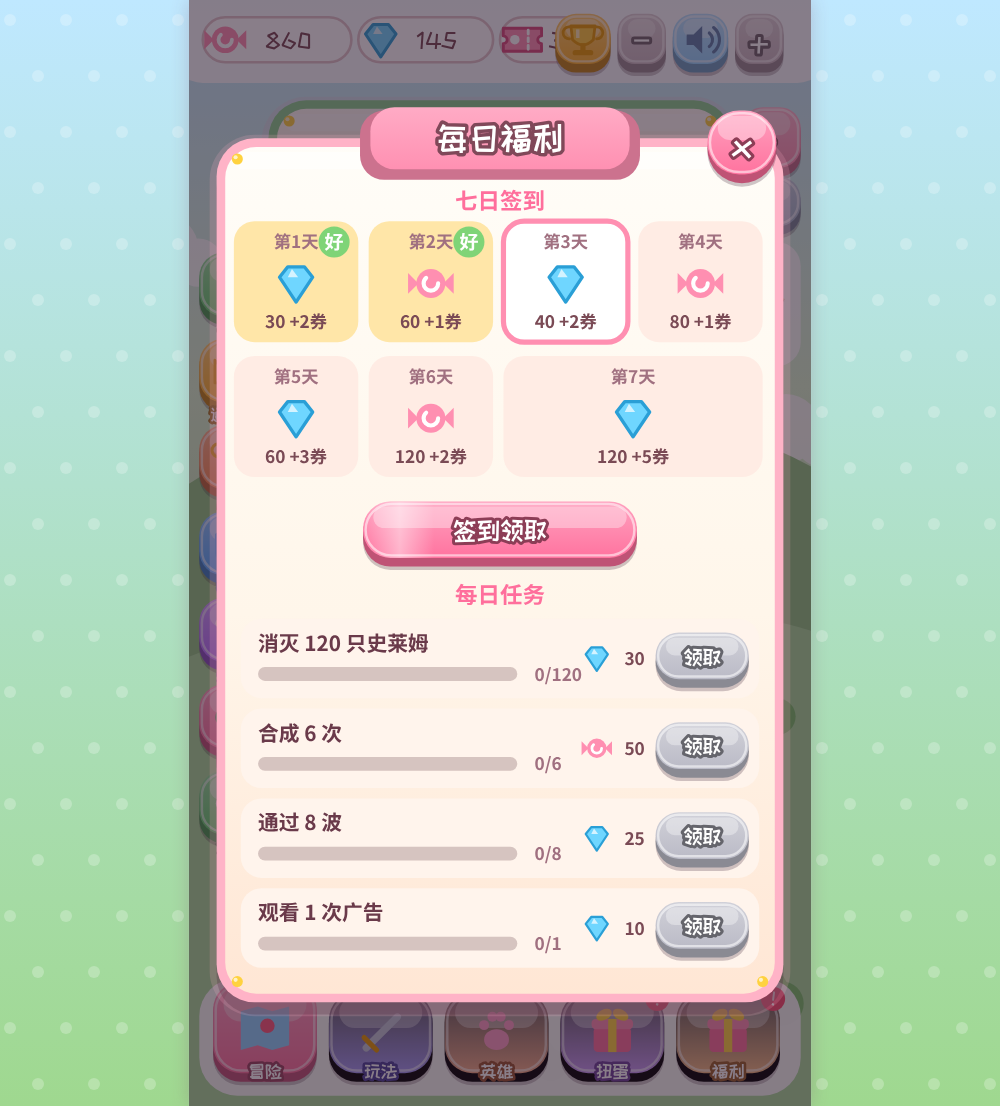 860
145
每日福利
七日签到
第1天 好
第2天 好
第3天
第4天
30 +2券
60 +1券
40 +2券
80 +1券
第5天
第6天
第7天
60 +3券
120 +2券
120 +5券
签到领取
每日任务
消灭 120 只史莱姆
0/120
30
领取
合成 6 次
0/6
50
领取
通过 8 波
0/8
25
领取
观看 1 次广告
0/1
10
领取
冒险
玩法
英雄
扭蛋
福利